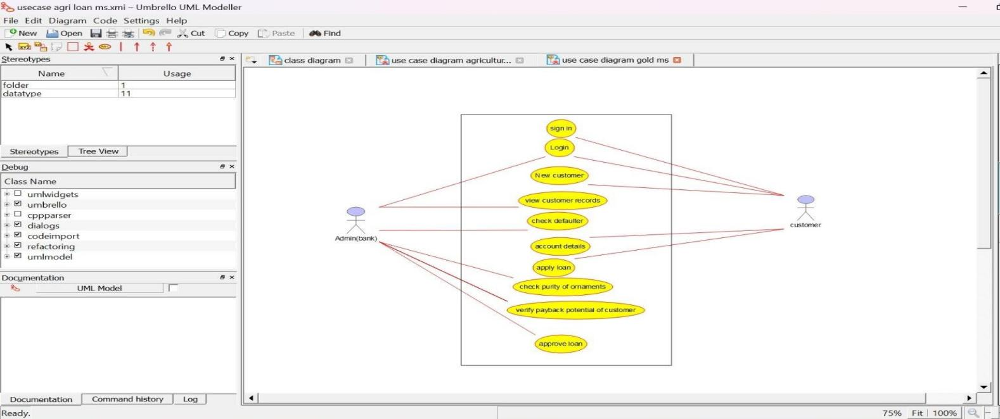 usecase agri loan ms.xmi – Umbrello UML Modeller
File Edit Diagram Code Settings Help
New Open Cut Copy Paste Find
Stereotypes
Name Usage
folder 1
datatype 11
Stereotypes Tree View
Debug
Class Name
umlwidgets
umbrello
cppparser
dialogs
codeimport
refactoring
umlmodel
Documentation
UML Model
Documentation Command history Log
Ready.
class diagram use case diagram agricultur... use case diagram gold ms
sign in
Login
New customer
view customer records
check defaulter
account details
apply loan
check purity of ornaments
verify payback potential of customer
approve loan
Admin(bank)
customer
75% Fit 100%